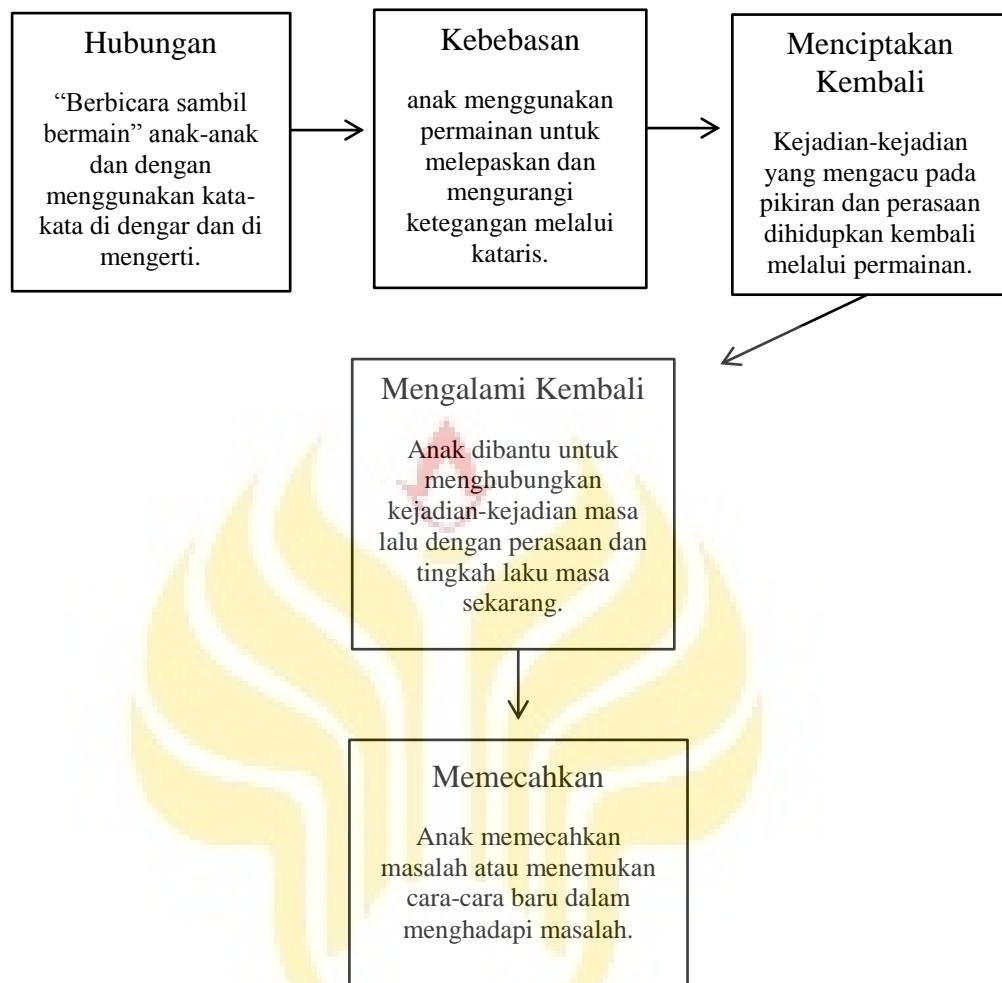 Hubungan
“Berbicara sambil
bermain” anak-anak
dan dengan
menggunakan kata-
kata di dengar dan di
mengerti.
Kebebasan
anak menggunakan
permainan untuk
melepaskan dan
mengurangi
ketegangan melalui
kataris.
Menciptakan
Kembali
Kejadian-kejadian
yang mengacu pada
pikiran dan perasaan
dihidupkan kembali
melalui permainan.
Mengalami Kembali
Anak dibantu untuk
menghubungkan
kejadian-kejadian masa
lalu dengan perasaan dan
tingkah laku masa
sekarang.
Memecahkan
Anak memecahkan
masalah atau menemukan
cara-cara baru dalam
menghadapi masalah.